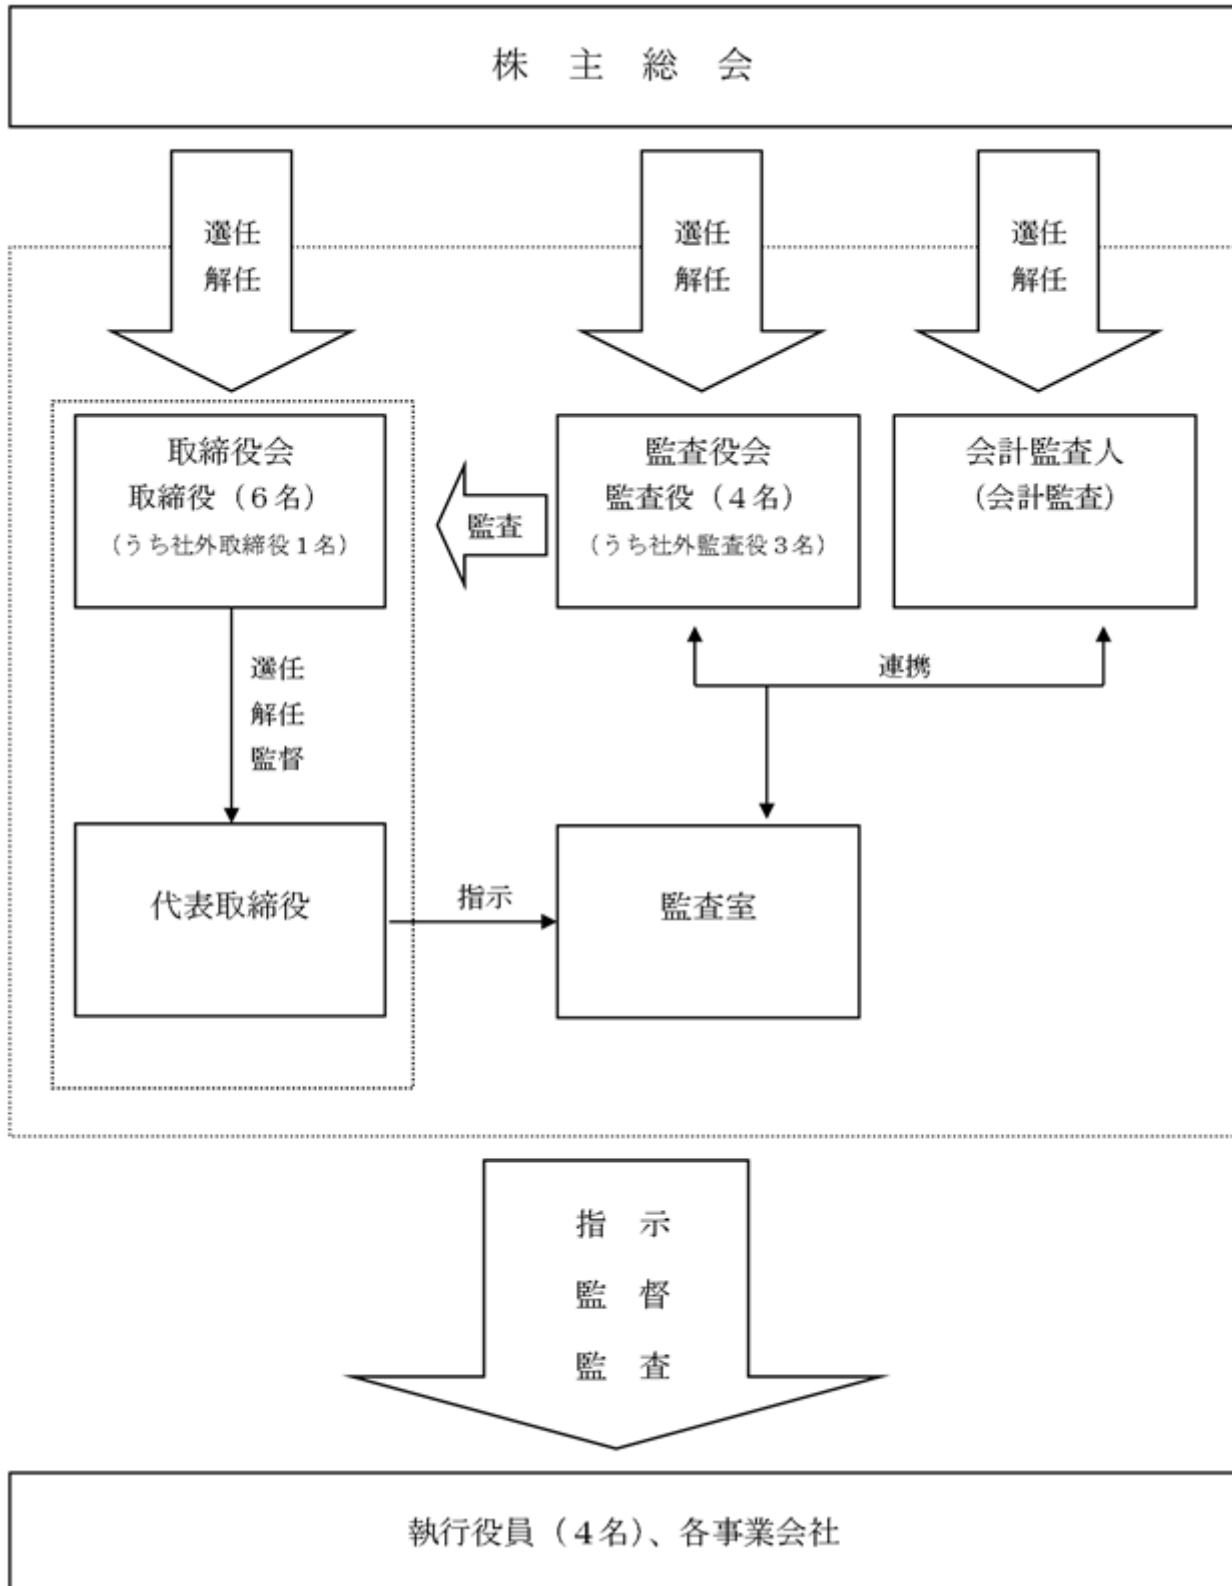 株 主 総 会
選任
解任
選任
解任
選任
解任
取締役会
取締役（６名）
（うち社外取締役１名）
監査
監査役会
監査役（４名）
（うち社外監査役３名）
会計監査人
（会計監査）
選任
解任
監督
連携
代表取締役
指示
監査室
指 示
監 督
監 査
執行役員（４名）、各事業会社